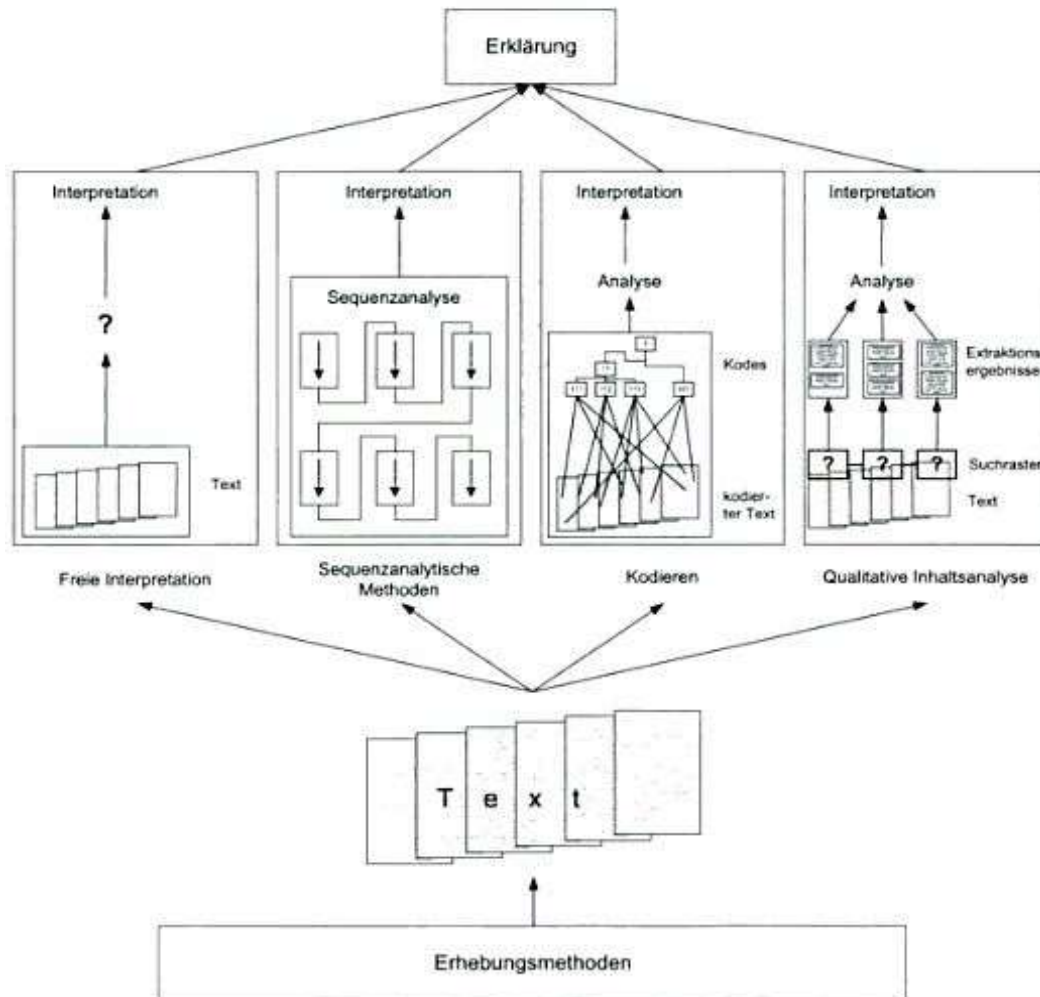 Erklärung
Interpretation
?
Text
Freie Interpretation
Interpretation
Sequenzanalyse
Sequenzanalytische
Methoden
Interpretation
Analyse
Kodes
kodier-
ter Text
Kodieren
Interpretation
Analyse
Extraktions
ergebnisse
? ? ?
Suchraster
Text
Qualitative Inhaltsanalyse
T e x t
Erhebungsmethoden